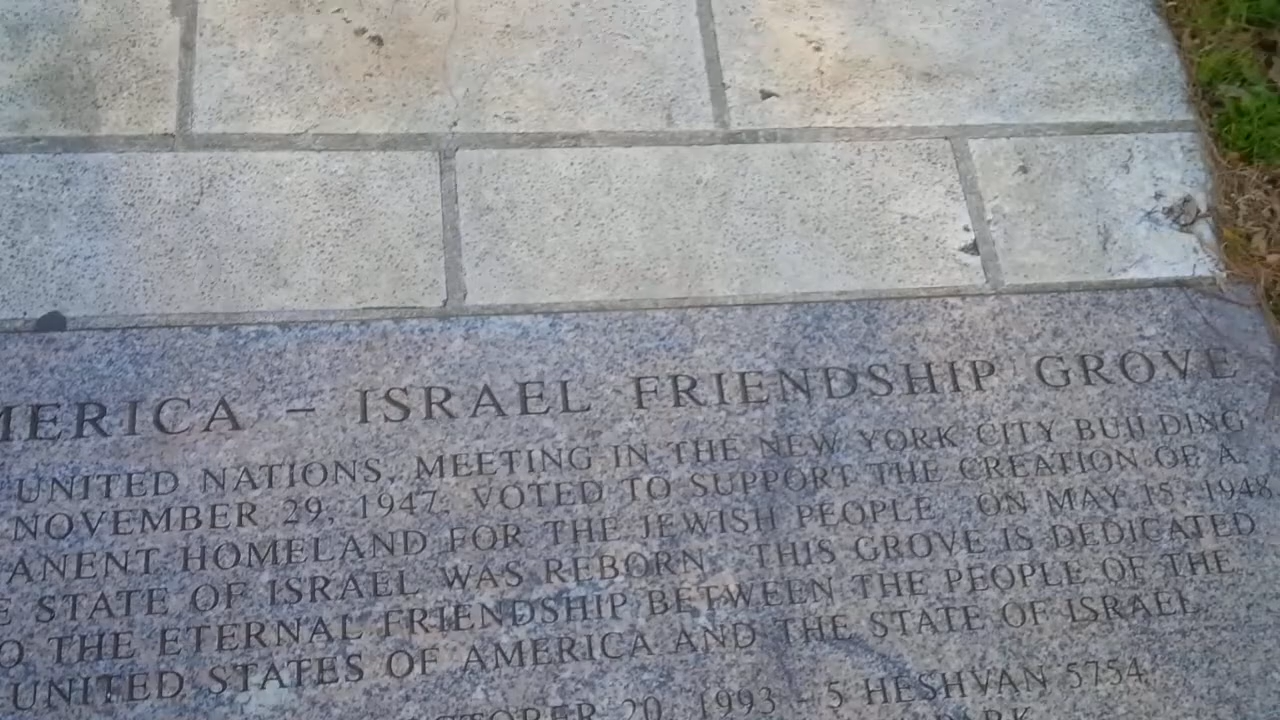 MERICA – ISRAEL FRIENDSHIP GROVE
UNITED NATIONS, MEETING IN THE NEW YORK CITY BUILDING
NOVEMBER 29, 1947, VOTED TO SUPPORT THE CREATION OF A
ANENT HOMELAND FOR THE JEWISH PEOPLE. ON MAY 15, 1948
E STATE OF ISRAEL WAS REBORN. THIS GROVE IS DEDICATED
O THE ETERNAL FRIENDSHIP BETWEEN THE PEOPLE OF THE
UNITED STATES OF AMERICA AND THE STATE OF ISRAEL.
CTOBER 20, 1993 – 5 HESHVAN 5754
PARK